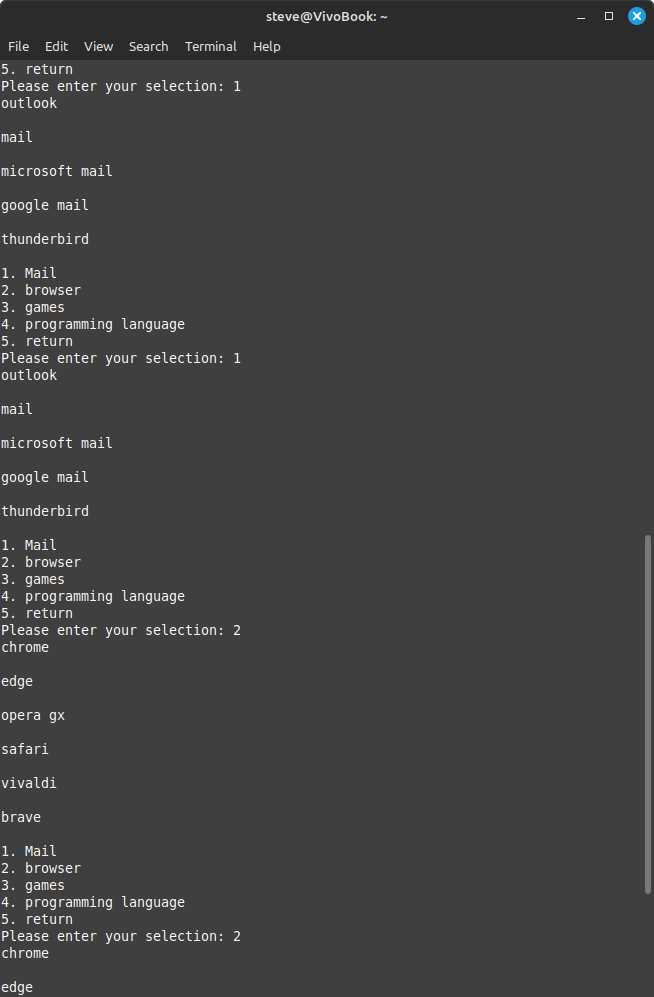 steve@VivoBook: ~
File Edit View Search Terminal Help
5. return
Please enter your selection: 1
outlook
mail
microsoft mail
google mail
thunderbird
1. Mail
2. browser
3. games
4. programming language
5. return
Please enter your selection: 1
outlook
mail
microsoft mail
google mail
thunderbird
1. Mail
2. browser
3. games
4. programming language
5. return
Please enter your selection: 2
chrome
edge
opera gx
safari
vivaldi
brave
1. Mail
2. browser
3. games
4. programming language
5. return
Please enter your selection: 2
chrome
edge